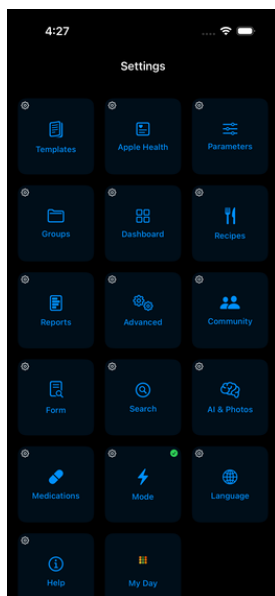 4:27
Settings
Templates
Apple Health
Parameters
Groups
Dashboard
Recipes
Reports
Advanced
Community
Form
Search
AI & Photos
Medications
Mode
Language
Help
My Day